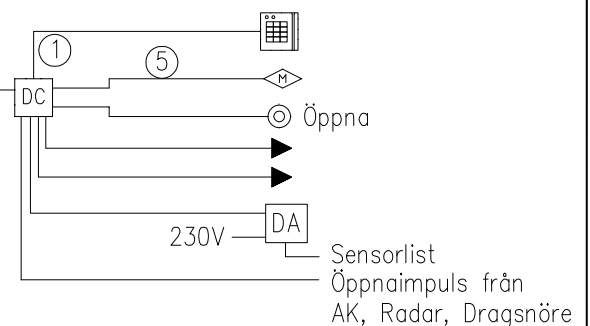 1
5
DC
M
Öppna
DA
230V
Sensorlist
Öppnaimpuls från
AK, Radar, Dragsnöre